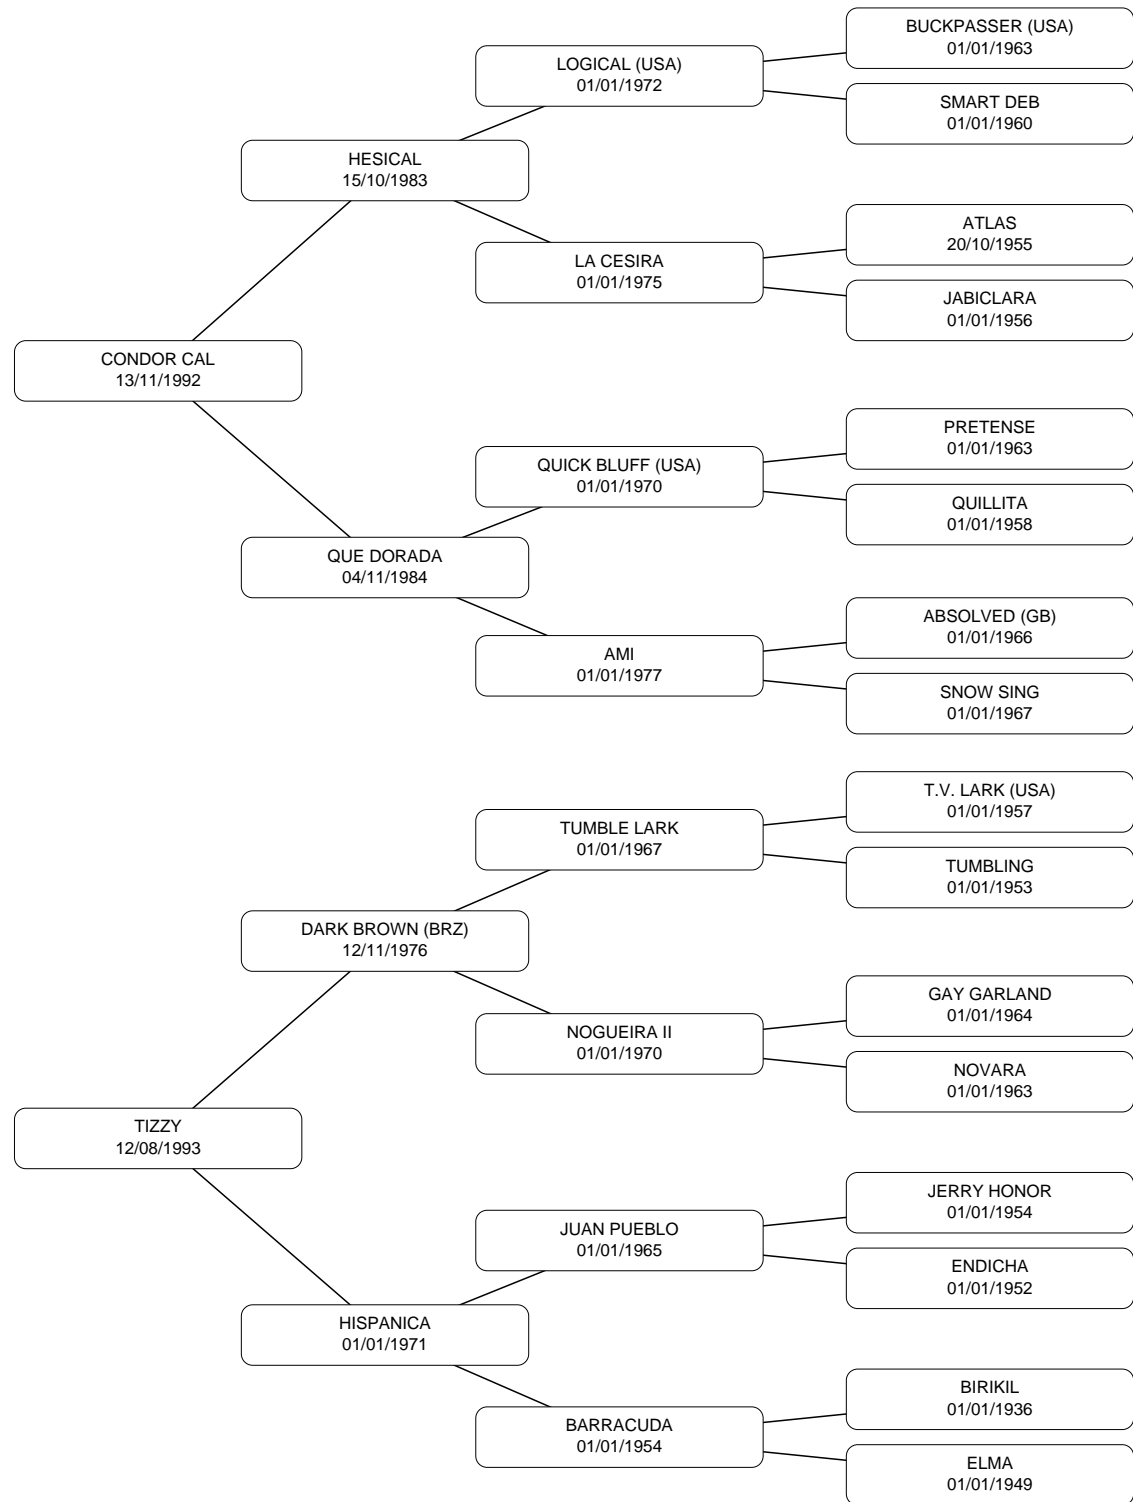 BUCKPASSER (USA)
01/01/1963
LOGICAL (USA)
01/01/1972
SMART DEB
01/01/1960
HESICAL
15/10/1983
ATLAS
20/10/1955
LA CESIRA
01/01/1975
JABICLARA
01/01/1956
CONDOR CAL
13/11/1992
PRETENSE
01/01/1963
QUICK BLUFF (USA)
01/01/1970
QUILLITA
01/01/1958
QUE DORADA
04/11/1984
ABSOLVED (GB)
01/01/1966
AMI
01/01/1977
SNOW SING
01/01/1967
T.V. LARK (USA)
01/01/1957
TUMBLE LARK
01/01/1967
TUMBLING
01/01/1953
DARK BROWN (BRZ)
12/11/1976
GAY GARLAND
01/01/1964
NOGUEIRA II
01/01/1970
NOVARA
01/01/1963
TIZZY
12/08/1993
JERRY HONOR
01/01/1954
JUAN PUEBLO
01/01/1965
ENDICHA
01/01/1952
HISPANICA
01/01/1971
BIRIKIL
01/01/1936
BARRACUDA
01/01/1954
ELMA
01/01/1949